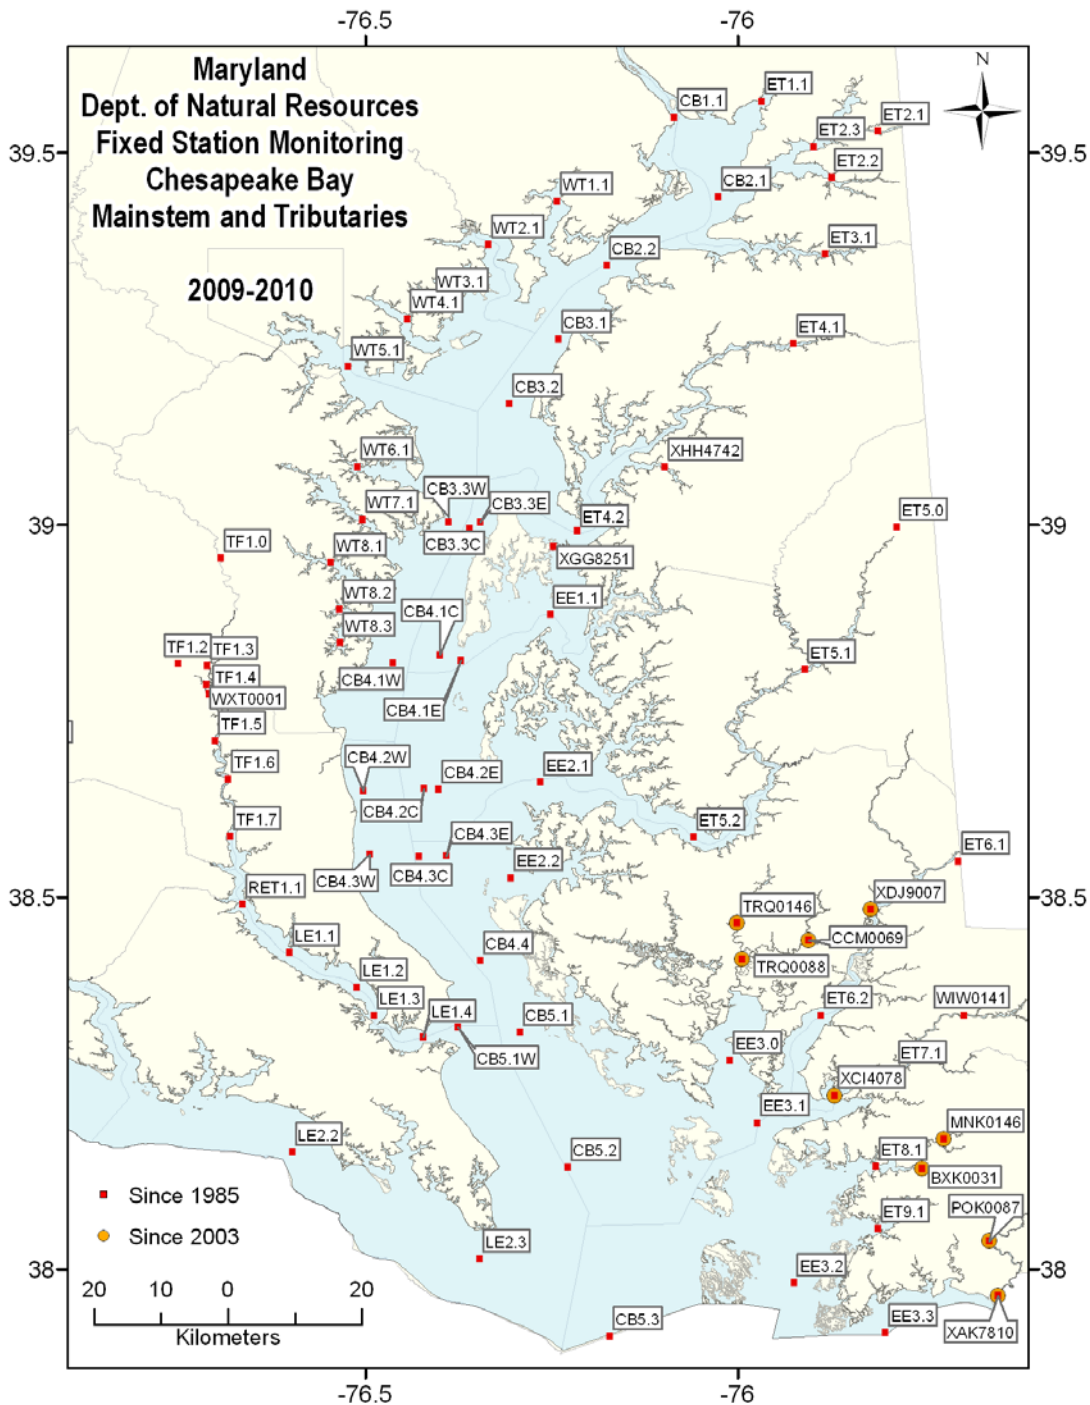 -76.5
-76
Maryland
Dept. of Natural Resources
Fixed Station Monitoring
Chesapeake Bay
Mainstem and Tributaries
2009-2010
N
39.5
39.5
CB1.1
ET1.1
ET2.1
ET2.3
ET2.2
CB2.1
WT1.1
WT2.1
CB2.2
ET3.1
WT3.1
WT4.1
CB3.1
ET4.1
WT5.1
CB3.2
WT6.1
XHH4742
CB3.3W
CB3.3E
WT7.1
ET4.2
ET5.0
39
39
TF1.0
WT8.1
CB3.3C
XGG8251
WT8.2
CB4.1C
EE1.1
WT8.3
TF1.2
TF1.3
TF1.4
WXT0001
CB4.1W
ET5.1
CB4.1E
TF1.5
TF1.6
CB4.2W
CB4.2E
EE2.1
CB4.2C
TF1.7
CB4.3E
ET5.2
ET6.1
EE2.2
CB4.3W
CB4.3C
RET1.1
XDJ9007
38.5
38.5
TRQ0146
CCM0069
LE1.1
CB4.4
TRQ0088
LE1.2
LE1.3
LE1.4
CB5.1
ET6.2
WIW0141
CB5.1W
EE3.0
ET7.1
XCI4078
EE3.1
MNK0146
LE2.2
CB5.2
ET8.1
BXK0031
Since 1985
POK0087
ET9.1
Since 2003
LE2.3
EE3.2
38
38
20
10
0
20
Kilometers
CB5.3
EE3.3
XAK7810
-76.5
-76